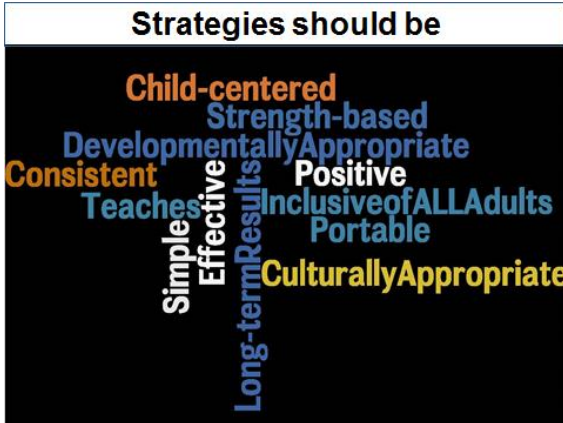 Strategies should be
Child-centered
Strength-based
DevelopmentallyAppropriate
Consistent
Positive
Teaches
InclusiveofALLAdults
Portable
CulturallyAppropriate
Simple
Effective
Long-termResults